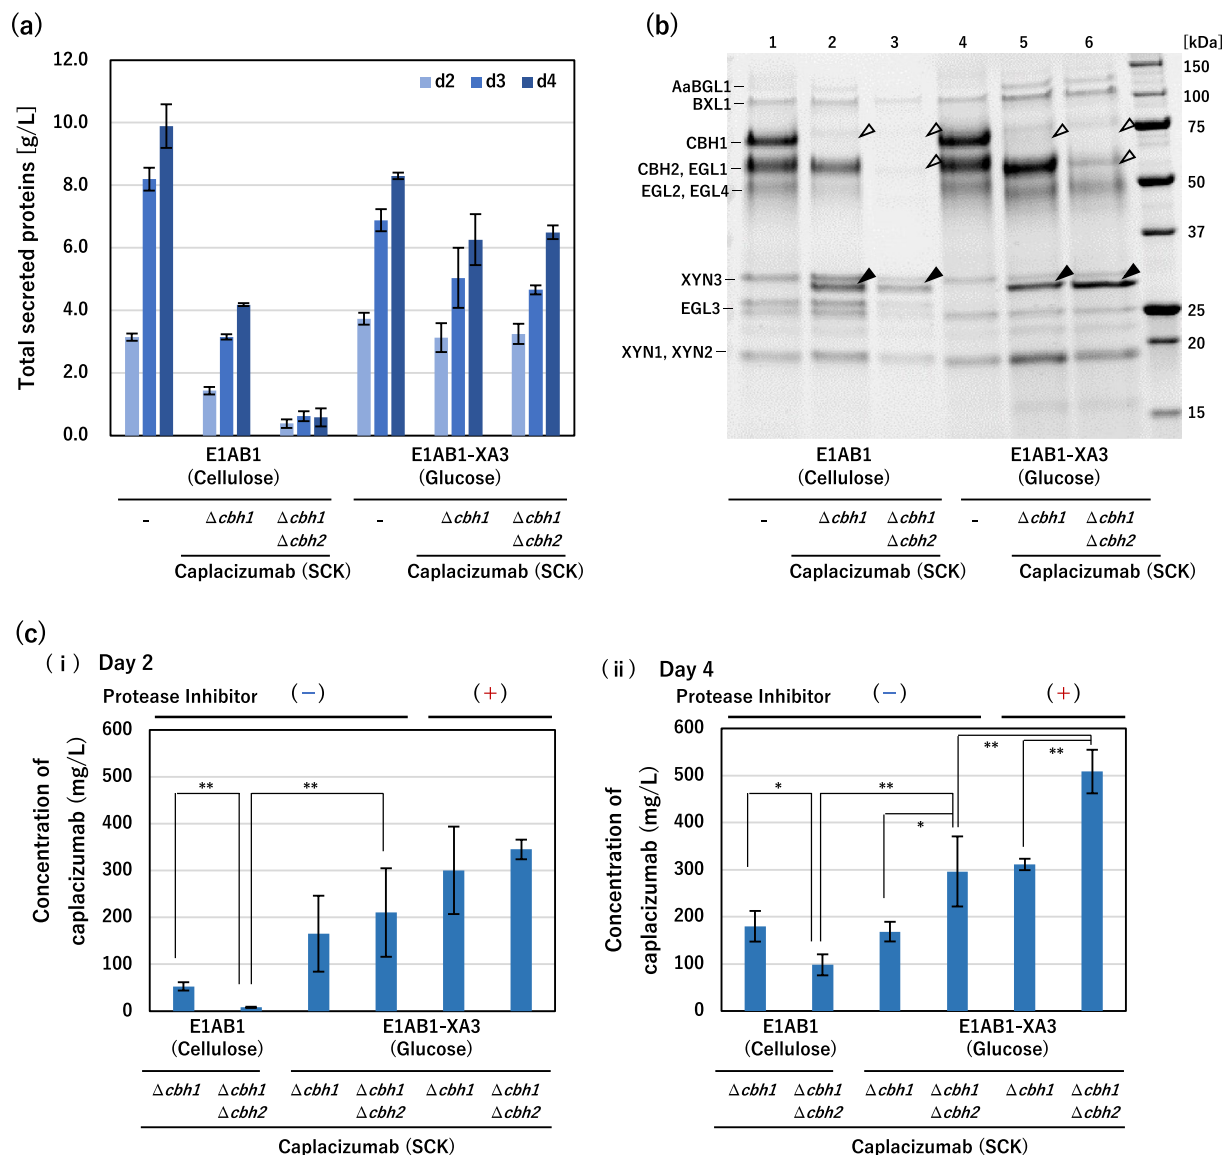 (a)
Total secreted proteins [g/L]
12.0
10.0
8.0
6.0
4.0
2.0
0.0
d2 d3 d4
E1AB1
(Cellulose)
E1AB1-XA3
(Glucose)
- Δcbh1 Δcbh1 - Δcbh1 Δcbh1
Δcbh2 Δcbh2
Caplacizumab (SCK) Caplacizumab (SCK)
(b)
1 2 3 4 5 6 [kDa]
AaBGL1
BXL1
CBH1
CBH2, EGL1
EGL2, EGL4
XYN3
EGL3
XYN1, XYN2
150
100
75
50
37
25
20
15
E1AB1
(Cellulose)
E1AB1-XA3
(Glucose)
- Δcbh1 Δcbh1 - Δcbh1 Δcbh1
Δcbh2 Δcbh2
Caplacizumab (SCK) Caplacizumab (SCK)
(c)
(i) Day 2
Protease Inhibitor (−) (+)
Concentration of
caplacizumab (mg/L)
600
500
400
300
200
100
0
** **
E1AB1
(Cellulose)
E1AB1-XA3
(Glucose)
Δcbh1 Δcbh1 Δcbh1 Δcbh1 Δcbh1 Δcbh1
Δcbh2 Δcbh2 Δcbh2
Caplacizumab (SCK)
(ii) Day 4
Protease Inhibitor (−) (+)
Concentration of
caplacizumab (mg/L)
600
500
400
300
200
100
0
** **
* **
*
E1AB1
(Cellulose)
E1AB1-XA3
(Glucose)
Δcbh1 Δcbh1 Δcbh1 Δcbh1 Δcbh1 Δcbh1
Δcbh2 Δcbh2 Δcbh2
Caplacizumab (SCK)